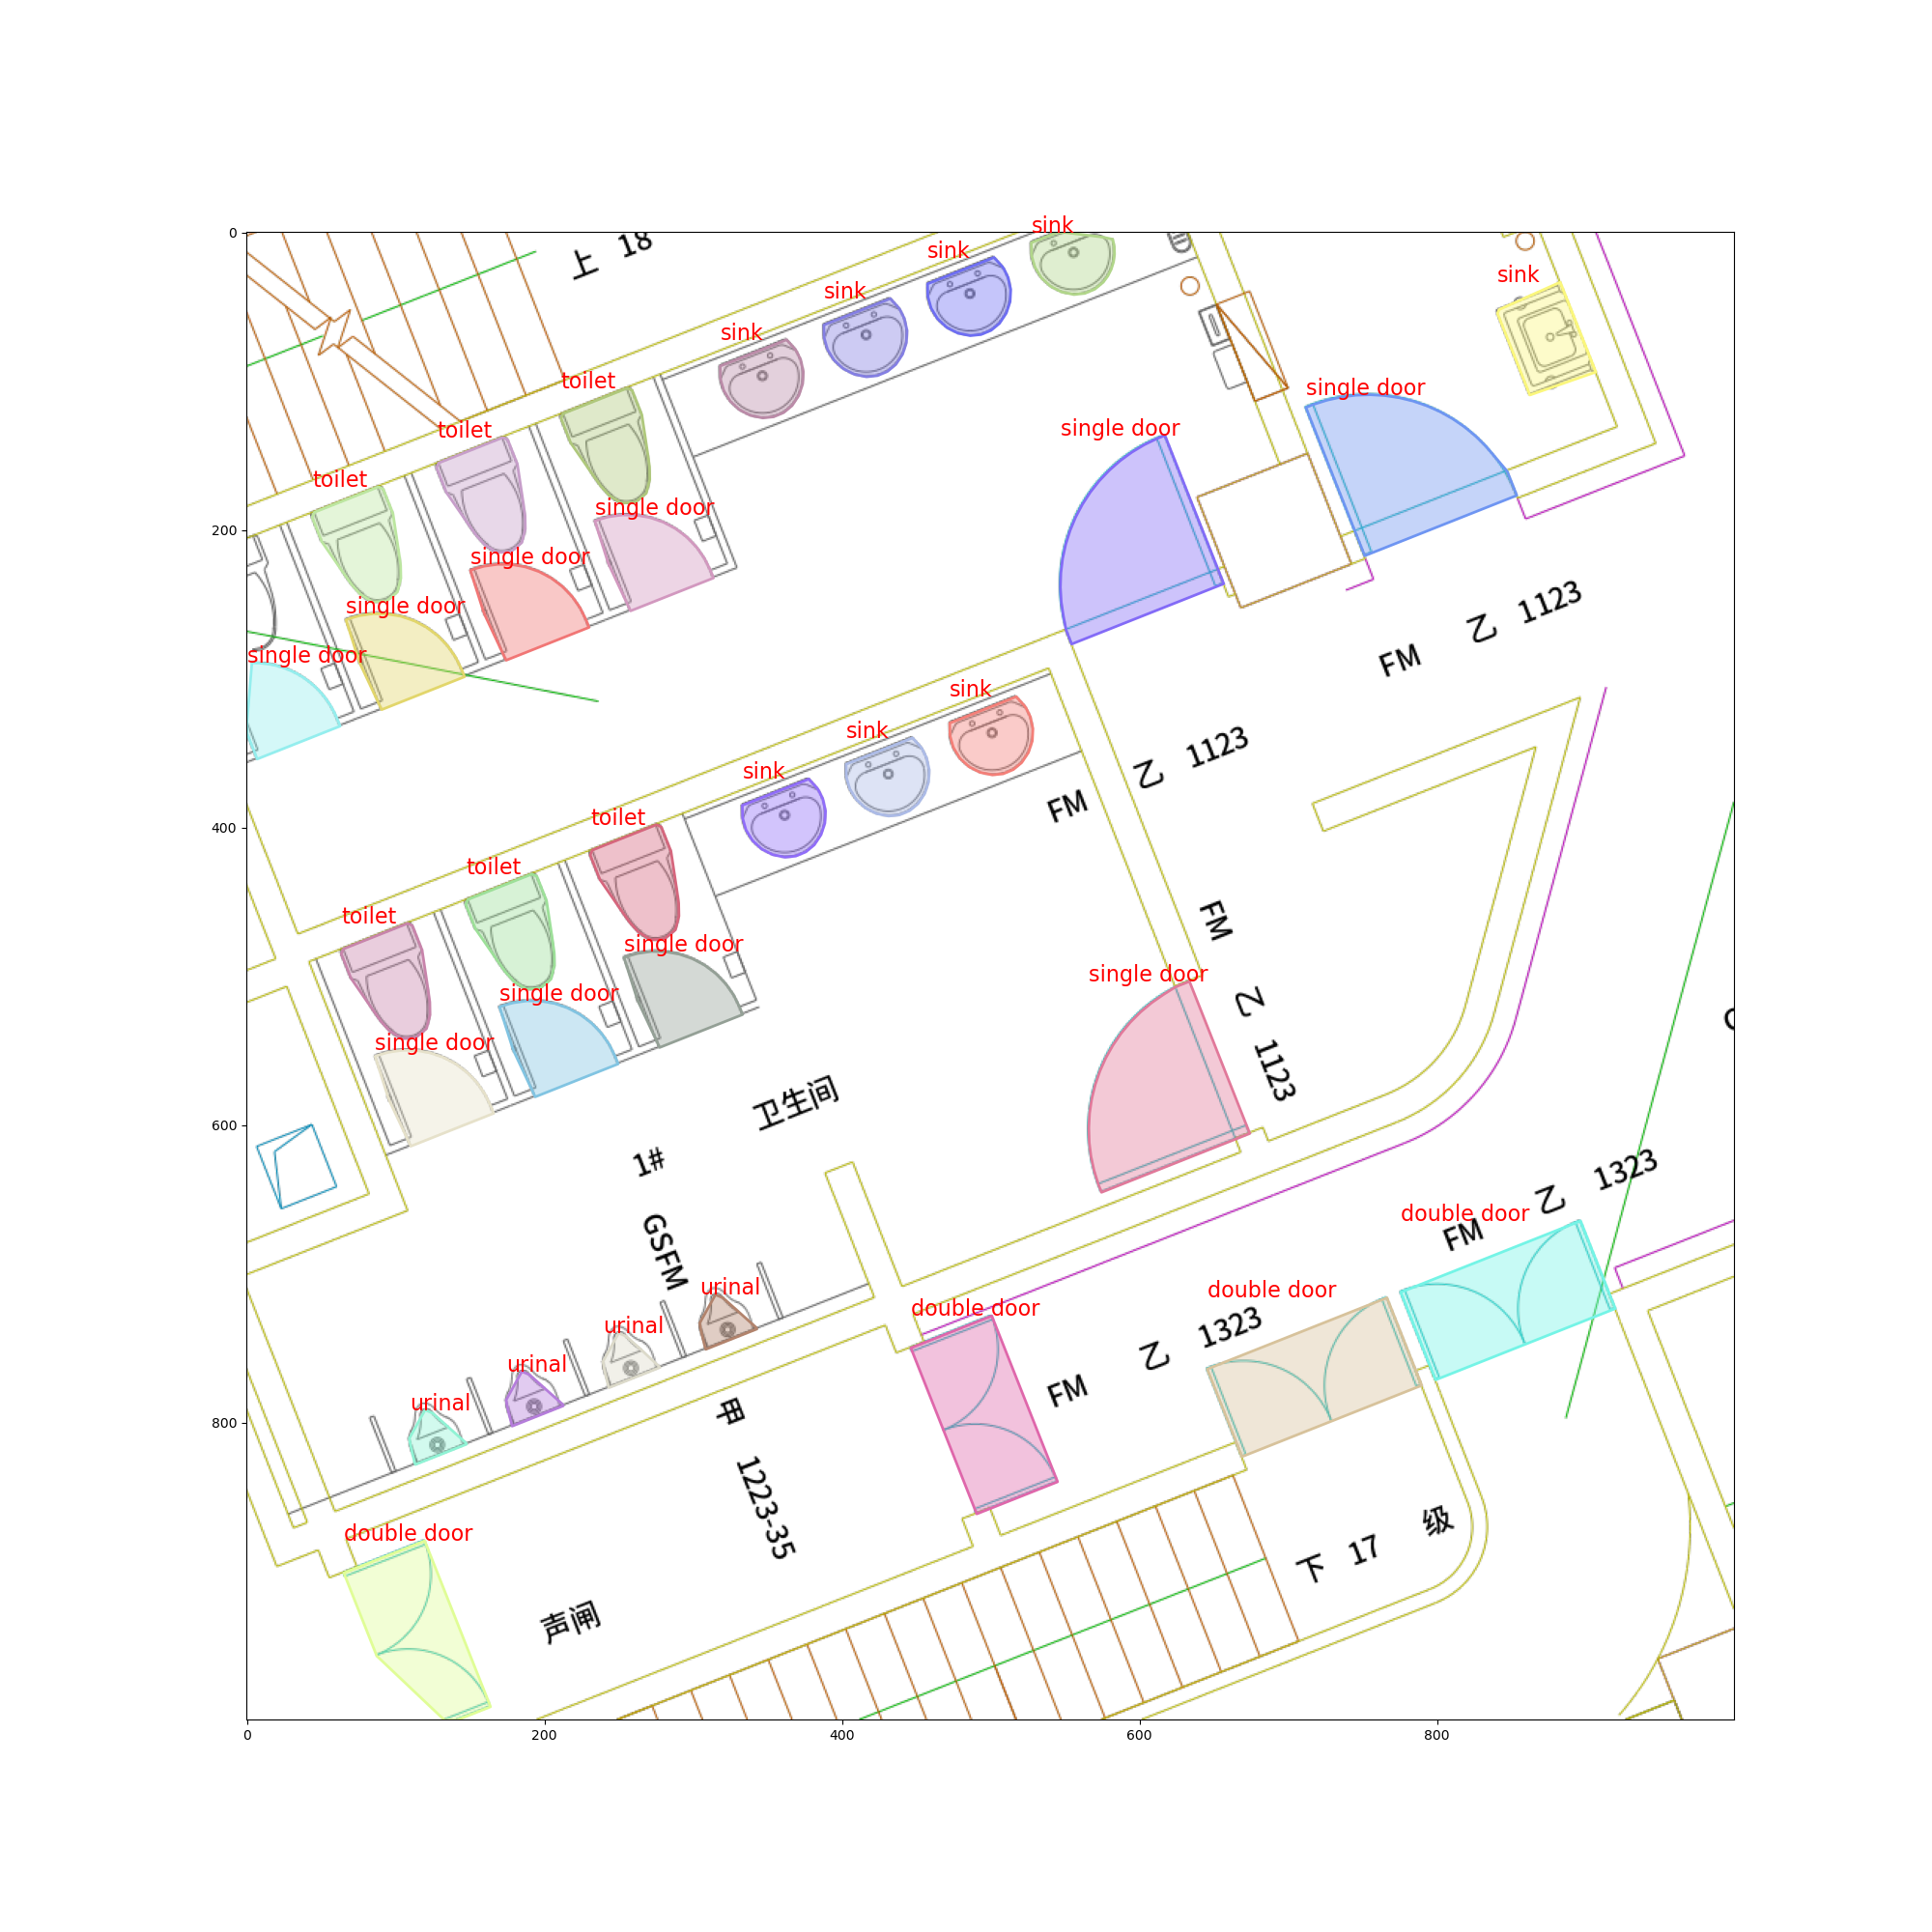 上 18
sink
sink
sink
sink
sink
toilet
toilet
toilet
single door
single door
single door
single door
single door
single door
FM 乙 1123
sink
sink
sink
FM 乙 1123
toilet
toilet
toilet
FM 乙 1123
single door
single door
single door
single door
卫生间
1#
FM 乙 1323
double door
GSFM 甲 1223-35
urinal
urinal
urinal
urinal
double door
double door
FM 乙 1323
下 17 级
double door
声闸
0
200
400
600
800
0
200
400
600
800